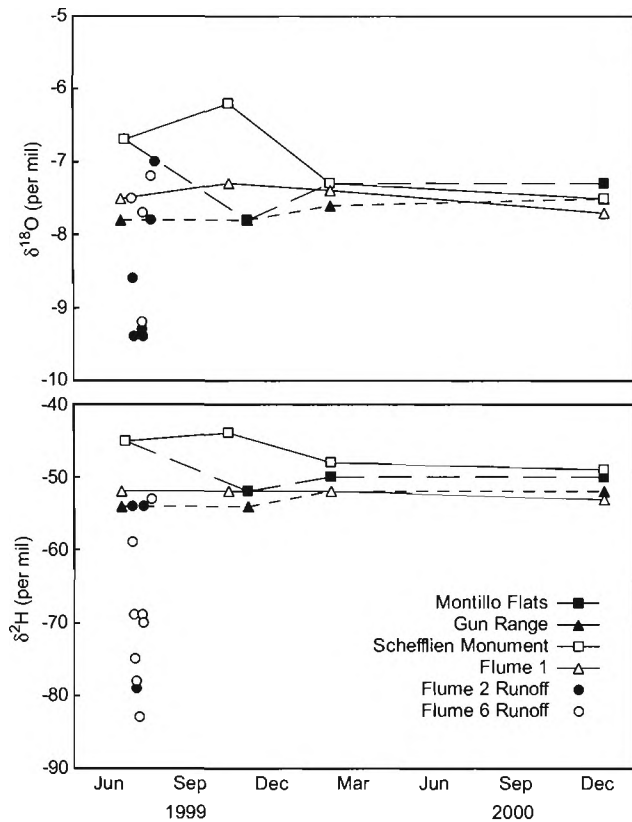 -5
-6
-7
-8
-9
-10
δ18O (per mil)
-40
-50
-60
-70
-80
-90
δ2H (per mil)
Montillo Flats
Gun Range
Schefflien Monument
Flume 1
Flume 2 Runoff
Flume 6 Runoff
Jun Sep Dec Mar Jun Sep Dec
1999 2000